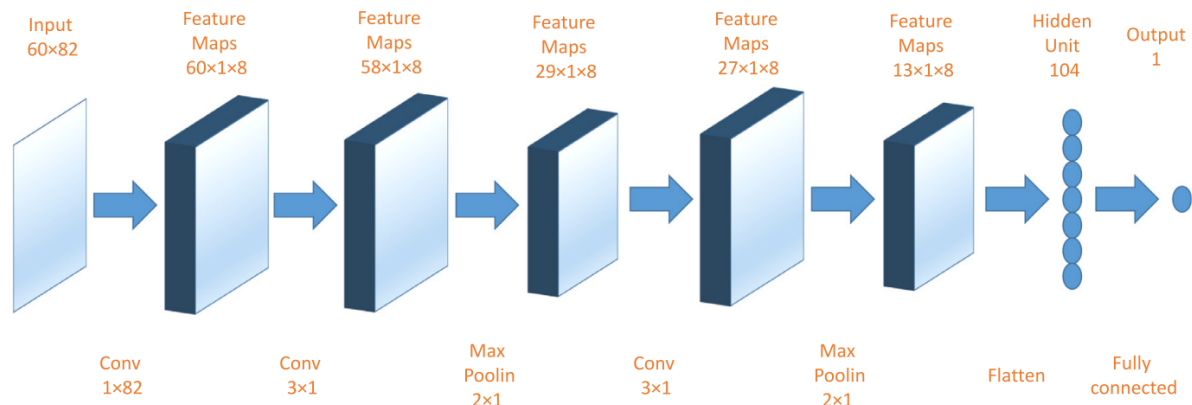 Input
60×82
Feature
Maps
60×1×8
Feature
Maps
58×1×8
Feature
Maps
29×1×8
Feature
Maps
27×1×8
Feature
Maps
13×1×8
Hidden
Unit
104
Output
1
Conv
1×82
Conv
3×1
Max
Poolin
2×1
Conv
3×1
Max
Poolin
2×1
Flatten
Fully
connected